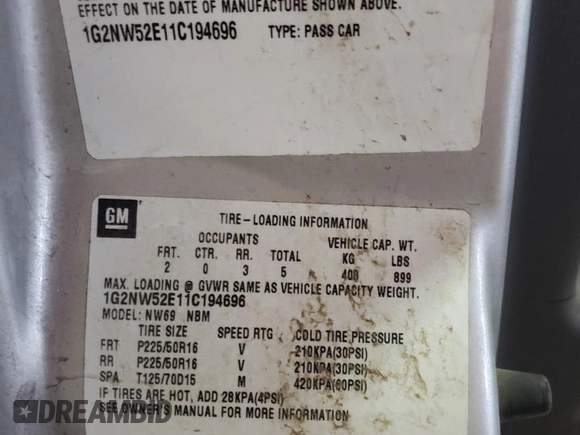 EFFECT ON THE DATE OF MANUFACTURE SHOWN ABOVE.
1G2NW52E11C194696 TYPE: PASS CAR
GM
TIRE-LOADING INFORMATION
OCCUPANTS VEHICLE CAP. WT.
FRT. CTR. RR. TOTAL KG LBS
2 0 3 5 408 899
MAX. LOADING @ GVWR SAME AS VEHICLE CAPACITY WEIGHT.
1G2NW52E11C194696
MODEL: NW69 NBM
TIRE SIZE SPEED RTG COLD TIRE PRESSURE
FRT P225/50R16 V 210KPA(30PSI)
RR P225/50R16 V 210KPA(30PSI)
SPA T125/70D15 M 420KPA(60PSI)
IF TIRES ARE HOT, ADD 28KPA(4PSI)
SEE OWNER'S MANUAL FOR MORE INFORMATION
DREAMBID